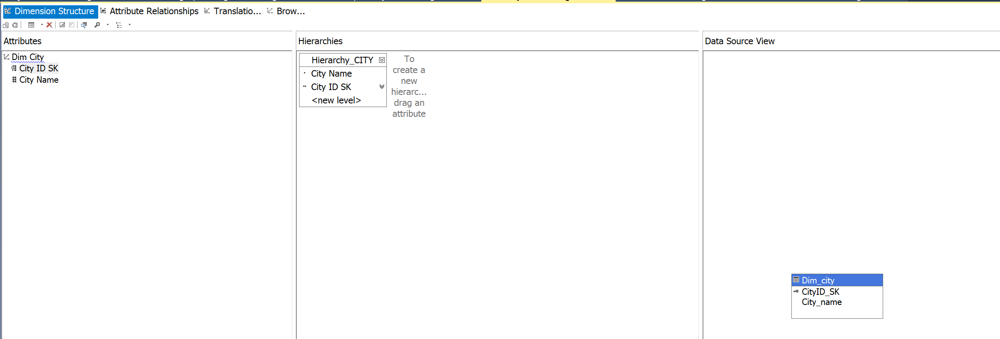 Dimension Structure Attribute Relationships Translatio... Brow...
Attributes
Dim City
City ID SK
City Name
Hierarchies
Hierarchy_CITY
City Name
City ID SK
<new level>
To
create a
new
hierarc...
drag an
attribute
Data Source View
Dim_city
CityID_SK
City_name